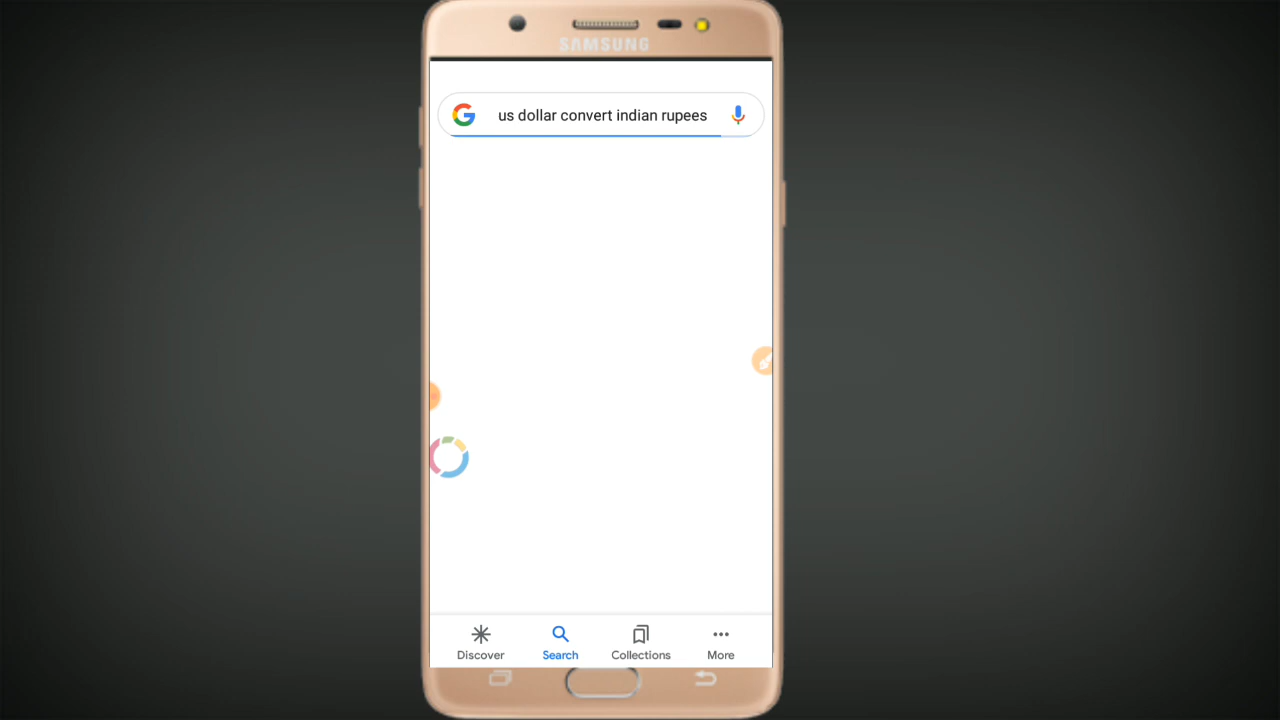 SAMSUNG
us dollar convert indian rupees
Discover
Search
Collections
More